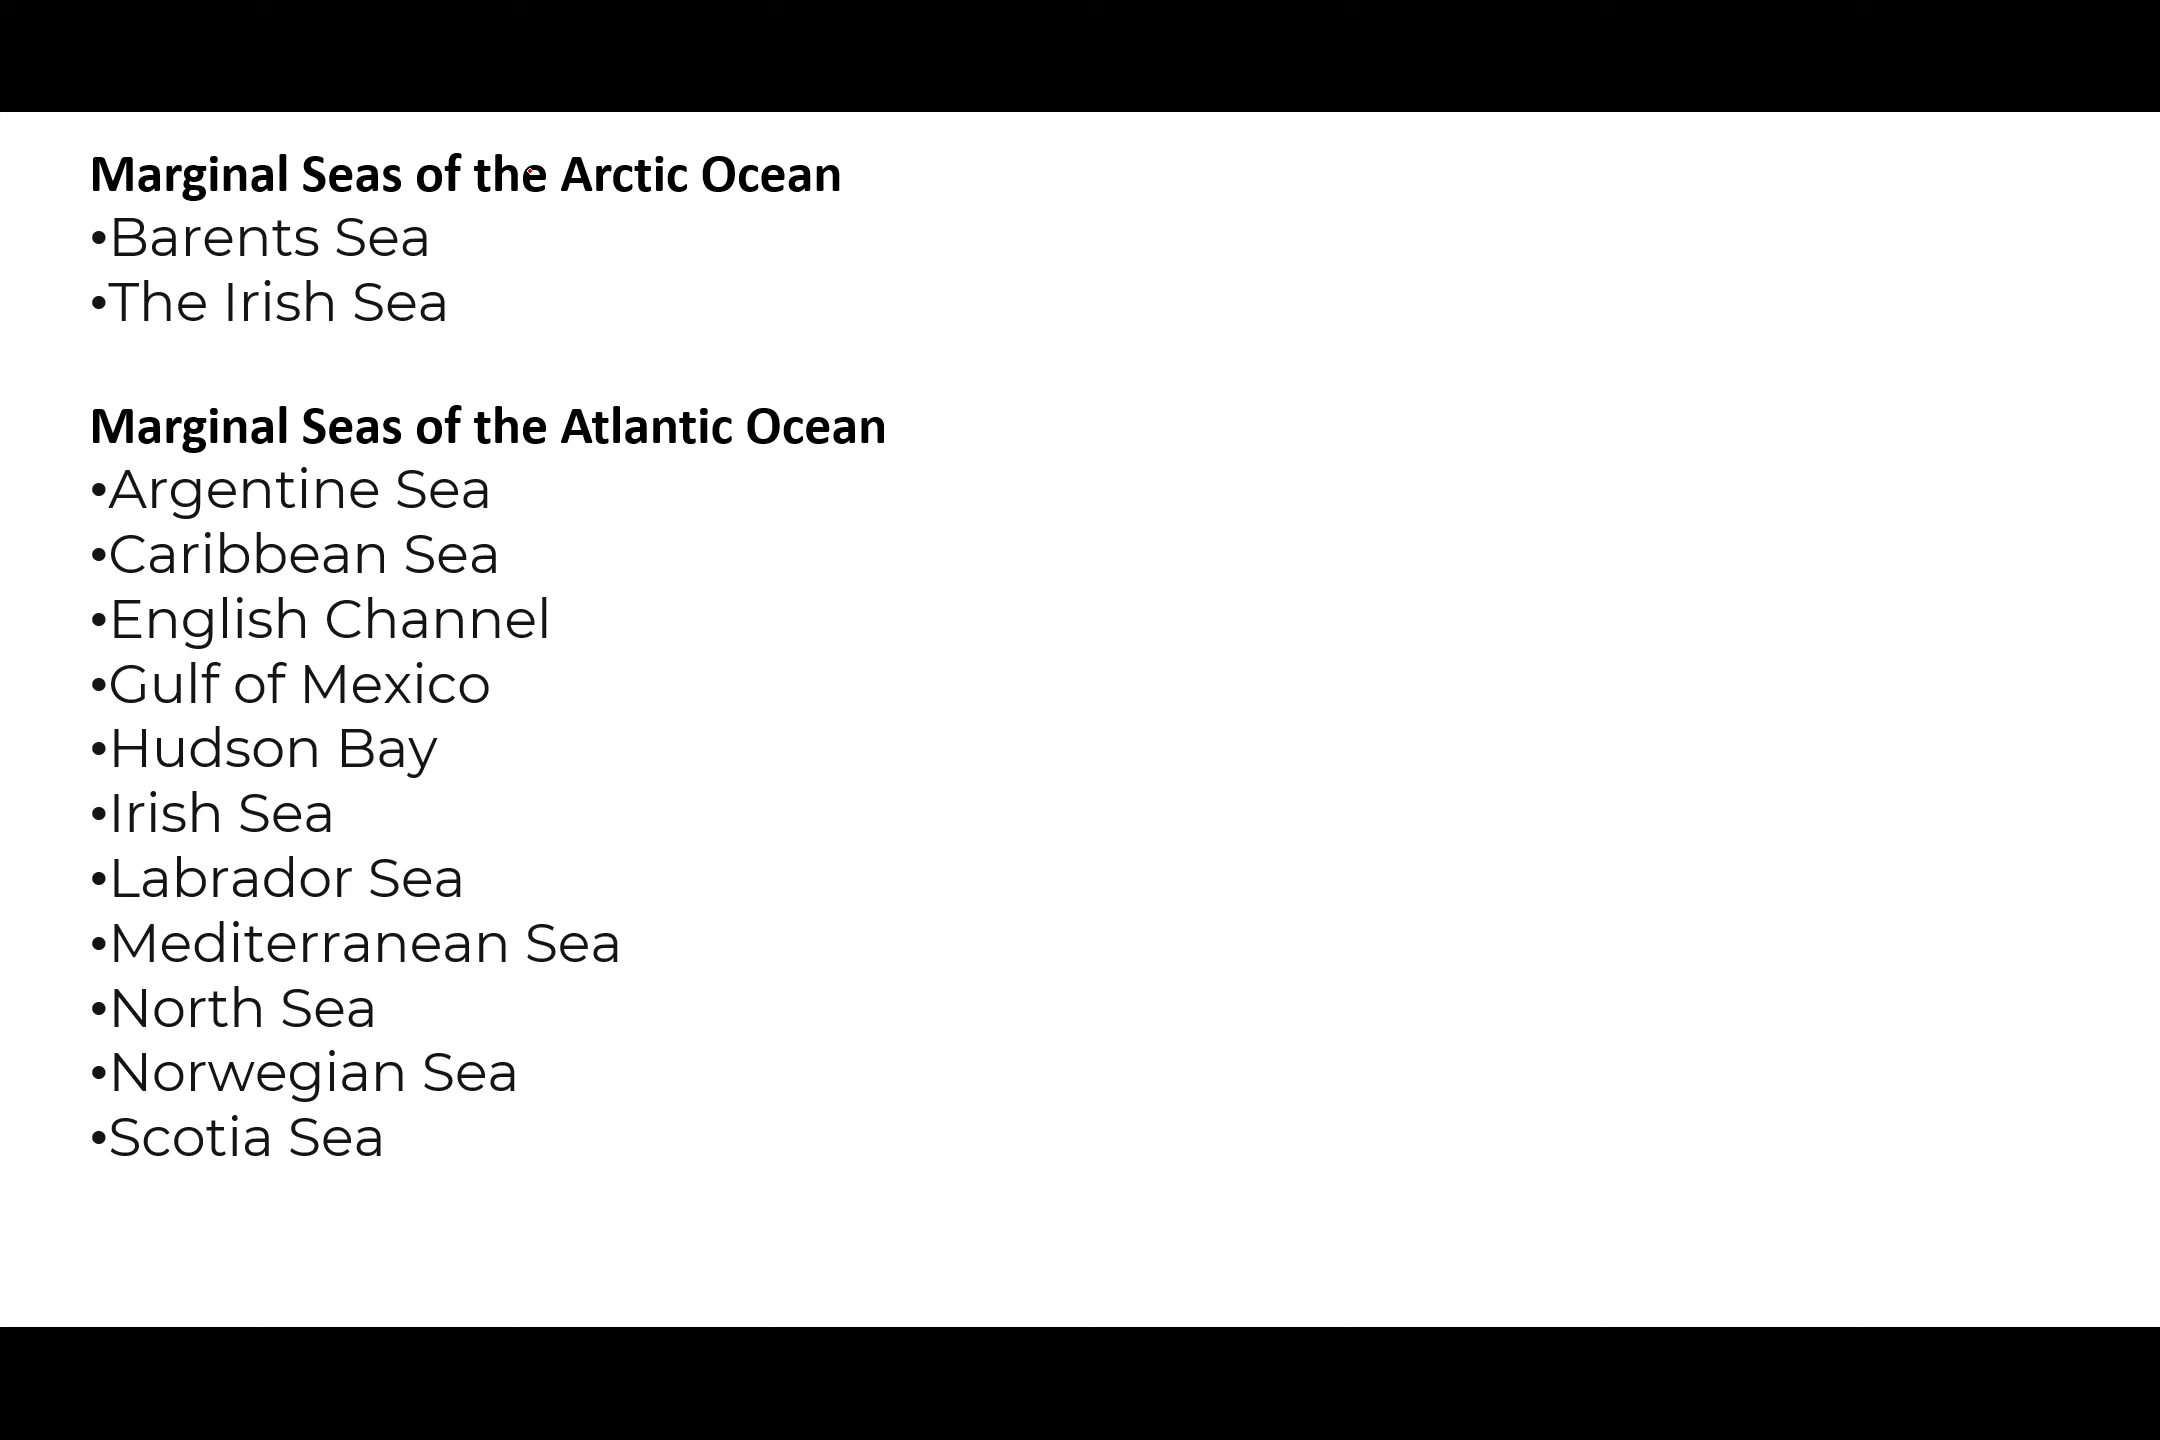 Marginal Seas of the Arctic Ocean
•Barents Sea
•The Irish Sea
Marginal Seas of the Atlantic Ocean
•Argentine Sea
•Caribbean Sea
•English Channel
•Gulf of Mexico
•Hudson Bay
•Irish Sea
•Labrador Sea
•Mediterranean Sea
•North Sea
•Norwegian Sea
•Scotia Sea